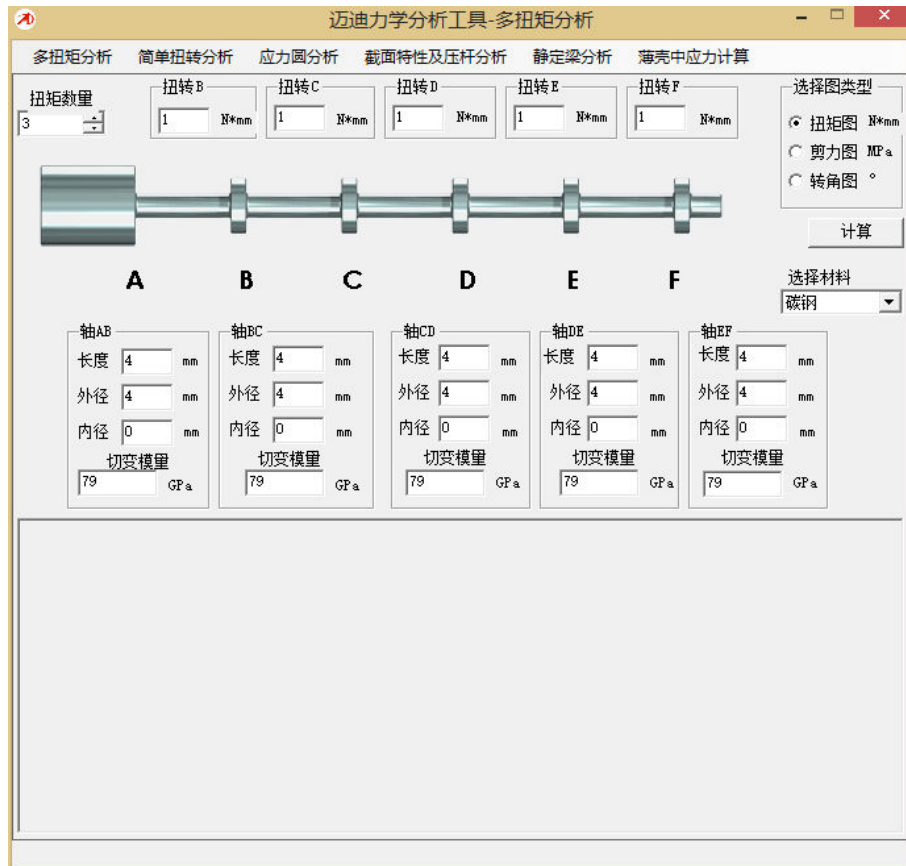 迈迪力学分析工具-多扭矩分析
多扭矩分析 简单扭转分析 应力圆分析 截面特性及压杆分析 静定梁分析 薄壳中应力计算
扭矩数量
3
扭转B
1 N*mm
扭转C
1 N*mm
扭转D
1 N*mm
扭转E
1 N*mm
扭转F
1 N*mm
选择图类型
扭矩图 N*mm
剪力图 MPa
转角图 °
计算
选择材料
碳钢
A B C D E F
轴AB
长度 4 mm
外径 4 mm
内径 0 mm
切变模量
79 GPa
轴BC
长度 4 mm
外径 4 mm
内径 0 mm
切变模量
79 GPa
轴CD
长度 4 mm
外径 4 mm
内径 0 mm
切变模量
79 GPa
轴DE
长度 4 mm
外径 4 mm
内径 0 mm
切变模量
79 GPa
轴EF
长度 4 mm
外径 4 mm
内径 0 mm
切变模量
79 GPa